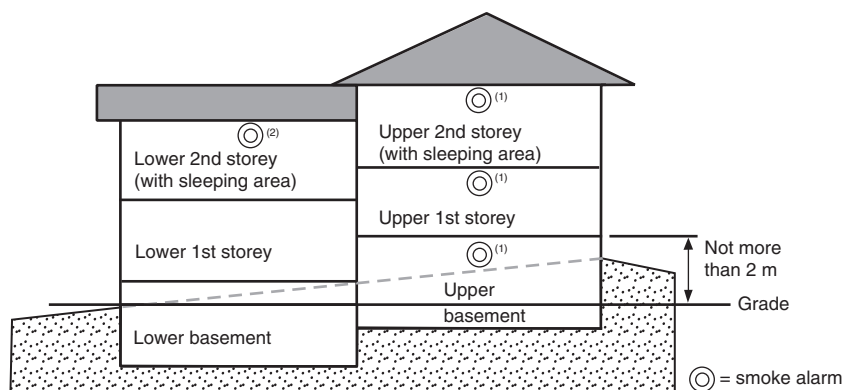 (1)
(2)
Upper 2nd storey
(with sleeping area)
Lower 2nd storey
(with sleeping area)
(1)
Upper 1st storey
Lower 1st storey
(1)
Not more
than 2 m
Upper
basement
Grade
Lower basement
= smoke alarm